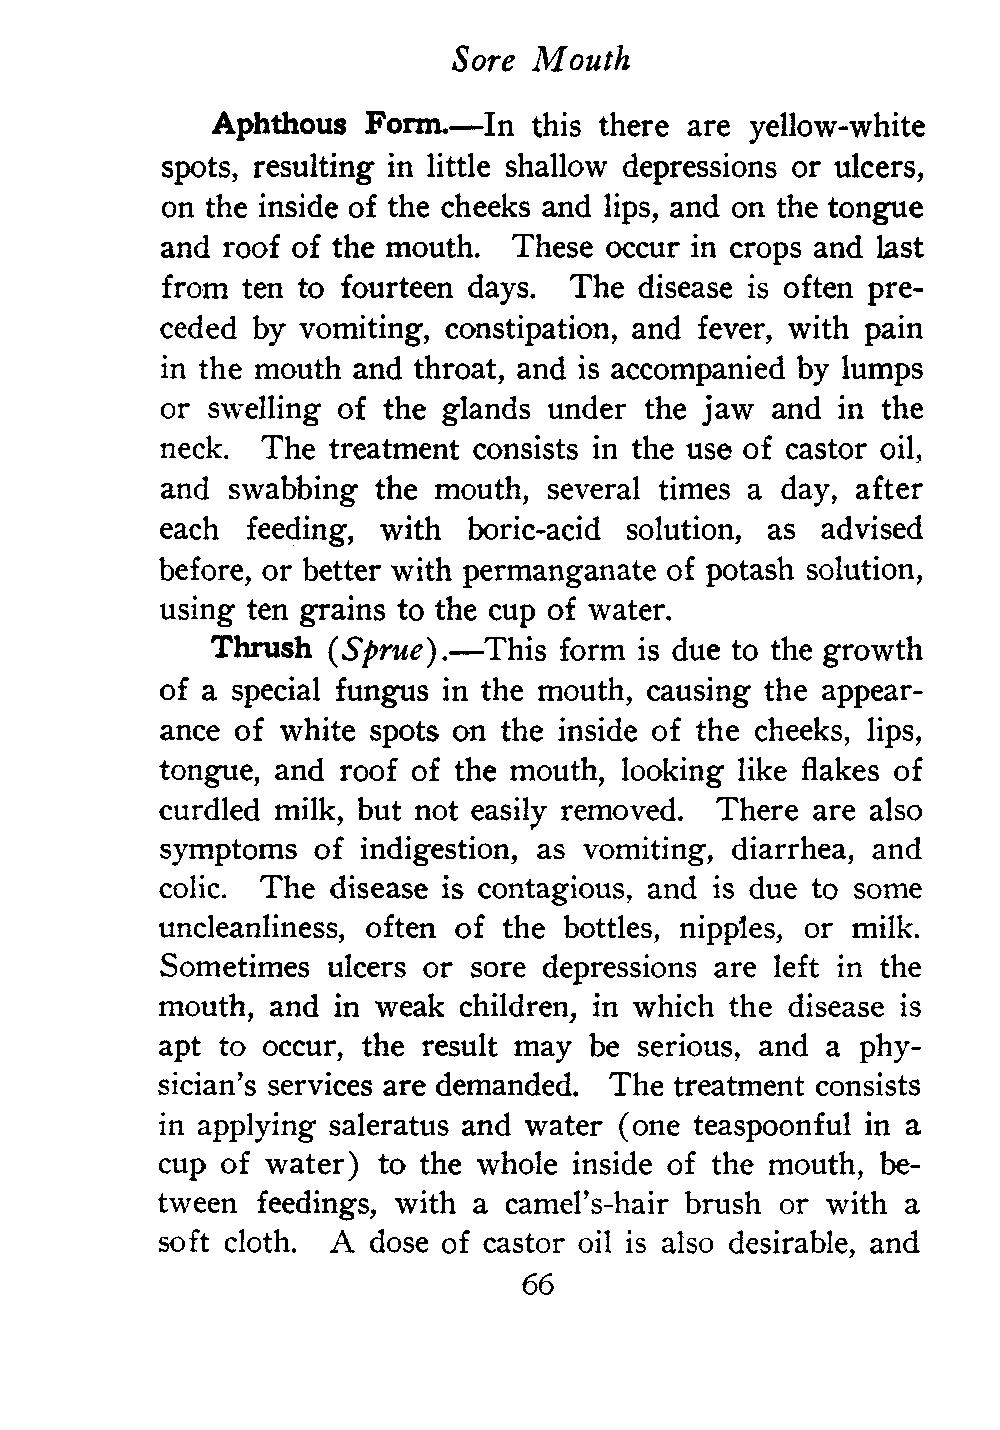 Sore Mouth
Aphthous Form.—In this there are yellow-white
spots, resulting in little shallow depressions or ulcers,
on the inside of the cheeks and lips, and on the tongue
and roof of the mouth. These occur in crops and last
from ten to fourteen days. The disease is often pre-
ceded by vomiting, constipation, and fever, with pain
in the mouth and throat, and is accompanied by lumps
or swelling of the glands under the jaw and in the
neck. The treatment consists in the use of castor oil,
and swabbing the mouth, several times a day, after
each feeding, with boric-acid solution, as advised
before, or better with permanganate of potash solution,
using ten grains to the cup of water.
Thrush (Sprue).—This form is due to the growth
of a special fungus in the mouth, causing the appear-
ance of white spots on the inside of the cheeks, lips,
tongue, and roof of the mouth, looking like flakes of
curdled milk, but not easily removed. There are also
symptoms of indigestion, as vomiting, diarrhea, and
colic. The disease is contagious, and is due to some
uncleanliness, often of the bottles, nipples, or milk.
Sometimes ulcers or sore depressions are left in the
mouth, and in weak children, in which the disease is
apt to occur, the result may be serious, and a phy-
sician's services are demanded. The treatment consists
in applying saleratus and water (one teaspoonful in a
cup of water) to the whole inside of the mouth, be-
tween feedings, with a camel's-hair brush or with a
soft cloth. A dose of castor oil is also desirable, and
66